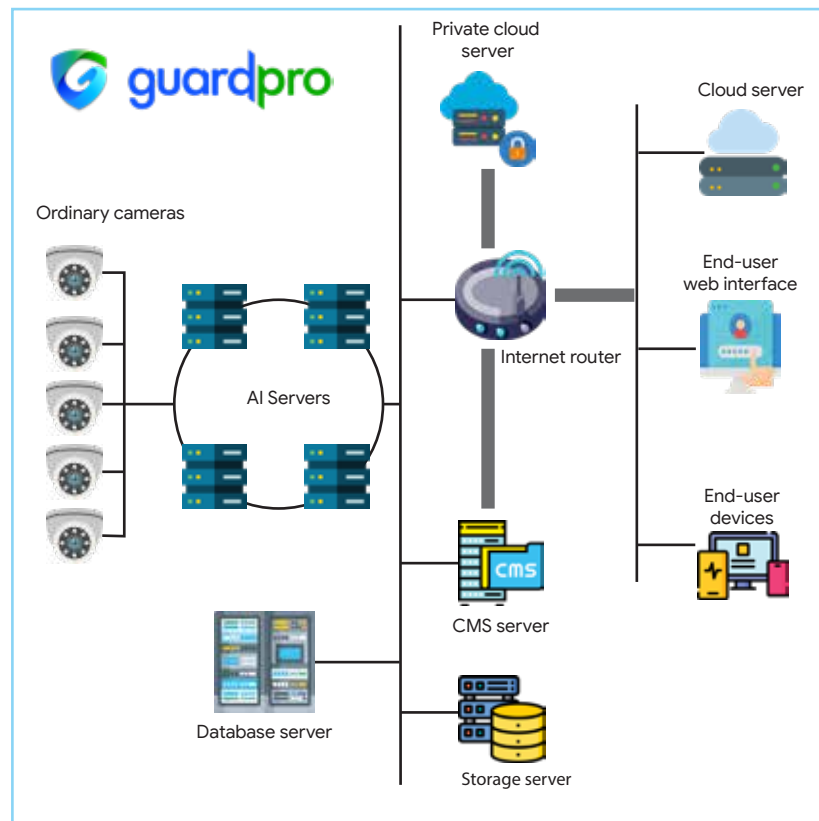 guardpro
Private cloud
server
Cloud server
Ordinary cameras
End-user
web interface
Internet router
AI Servers
End-user
devices
cms
CMS server
Database server
Storage server